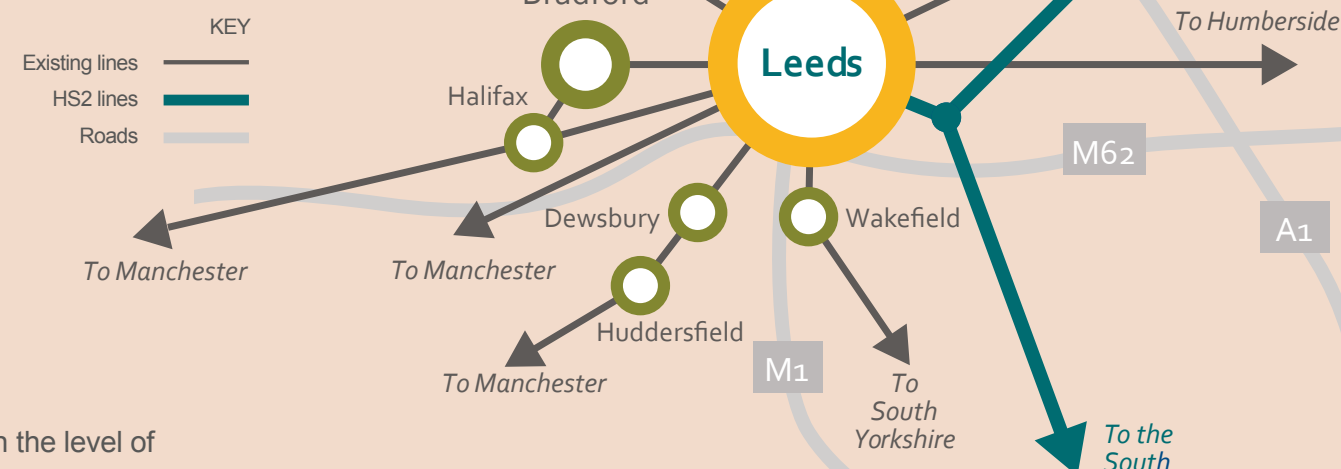 Bradford
To Humberside
KEY
Existing lines
HS2 lines
Roads
Leeds
Halifax
M62
Dewsbury
Wakefield
A1
To Manchester
To Manchester
Huddersfield
M1
To Manchester
To
South
Yorkshire
To the
South
the level of